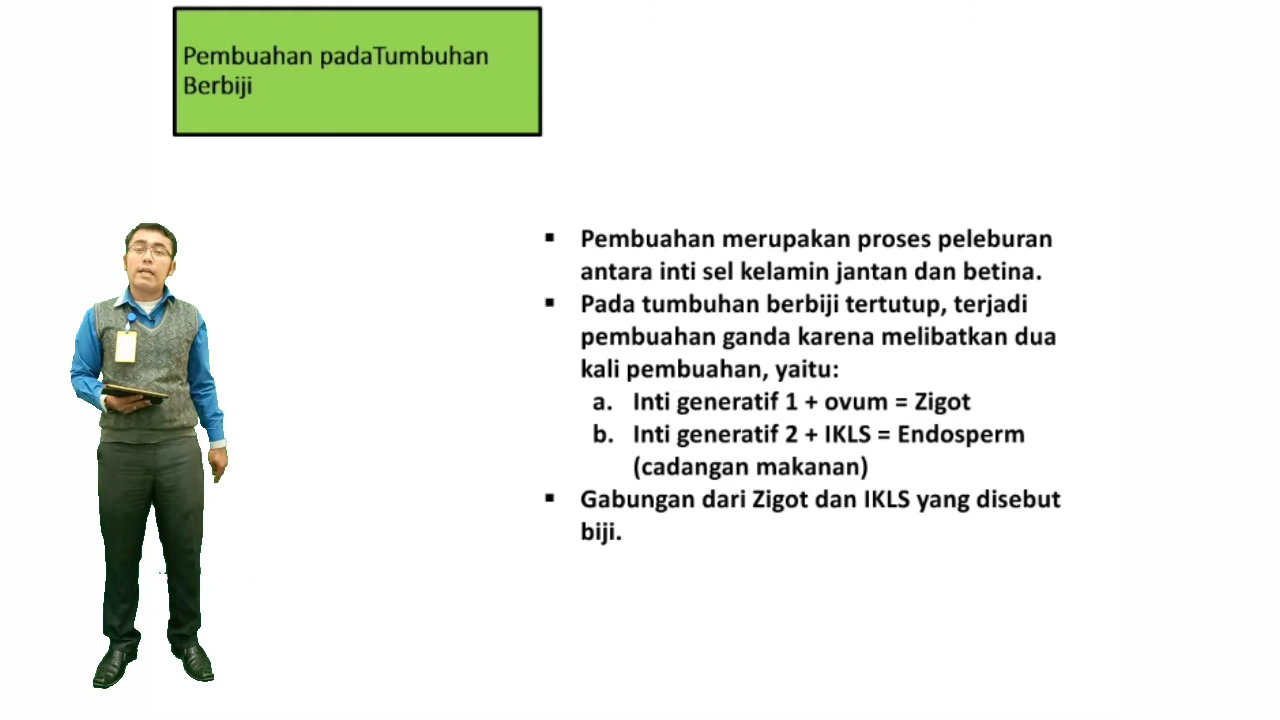 Pembuahan padaTumbuhan
Berbiji
▪ Pembuahan merupakan proses peleburan
antara inti sel kelamin jantan dan betina.
▪ Pada tumbuhan berbiji tertutup, terjadi
pembuahan ganda karena melibatkan dua
kali pembuahan, yaitu:
a. Inti generatif 1 + ovum = Zigot
b. Inti generatif 2 + IKLS = Endosperm
(cadangan makanan)
▪ Gabungan dari Zigot dan IKLS yang disebut
biji.